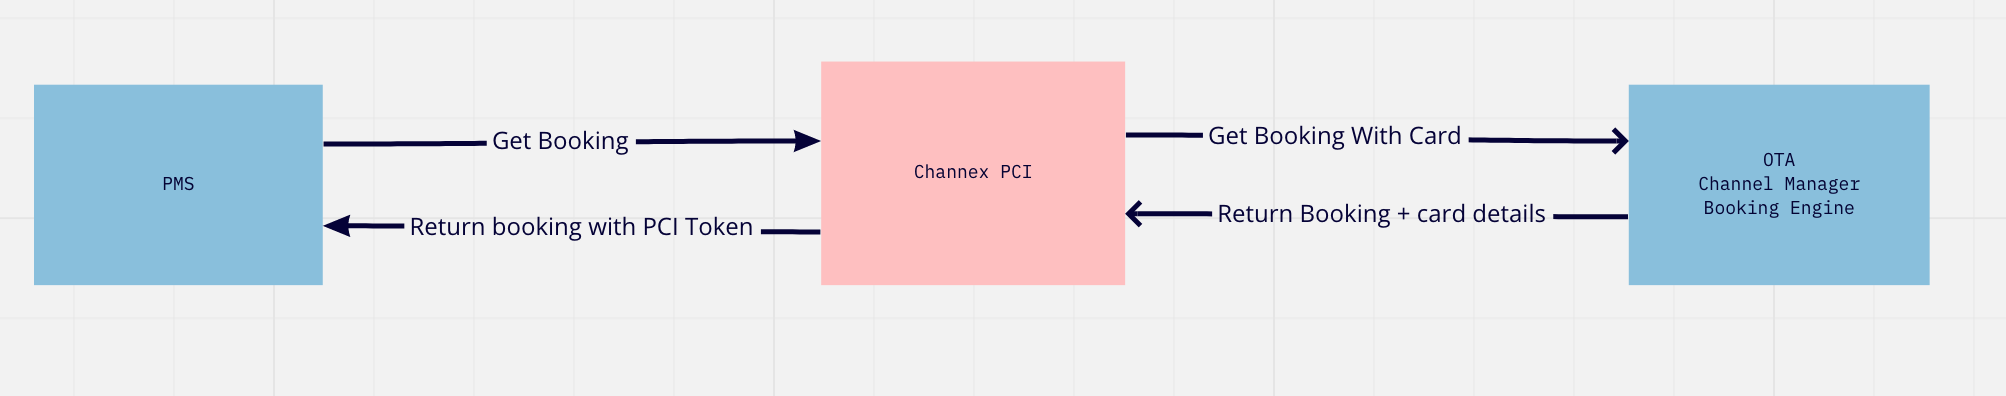 PMS
Get Booking
Return booking with PCI Token
Channex PCI
Get Booking With Card
Return Booking + card details
OTA
Channel Manager
Booking Engine